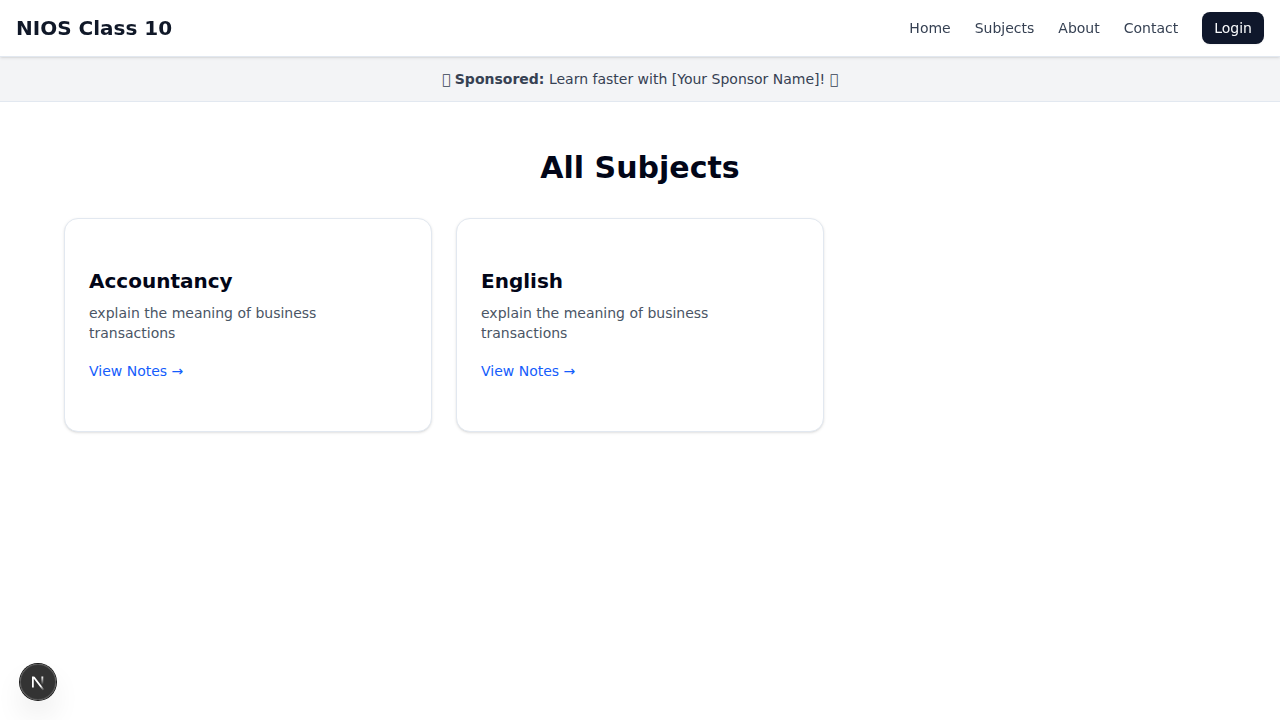 NIOS Class 10
Home Subjects About Contact Login
Sponsored: Learn faster with [Your Sponsor Name]!
All Subjects
Accountancy
explain the meaning of business
transactions
View Notes →
English
explain the meaning of business
transactions
View Notes →
N